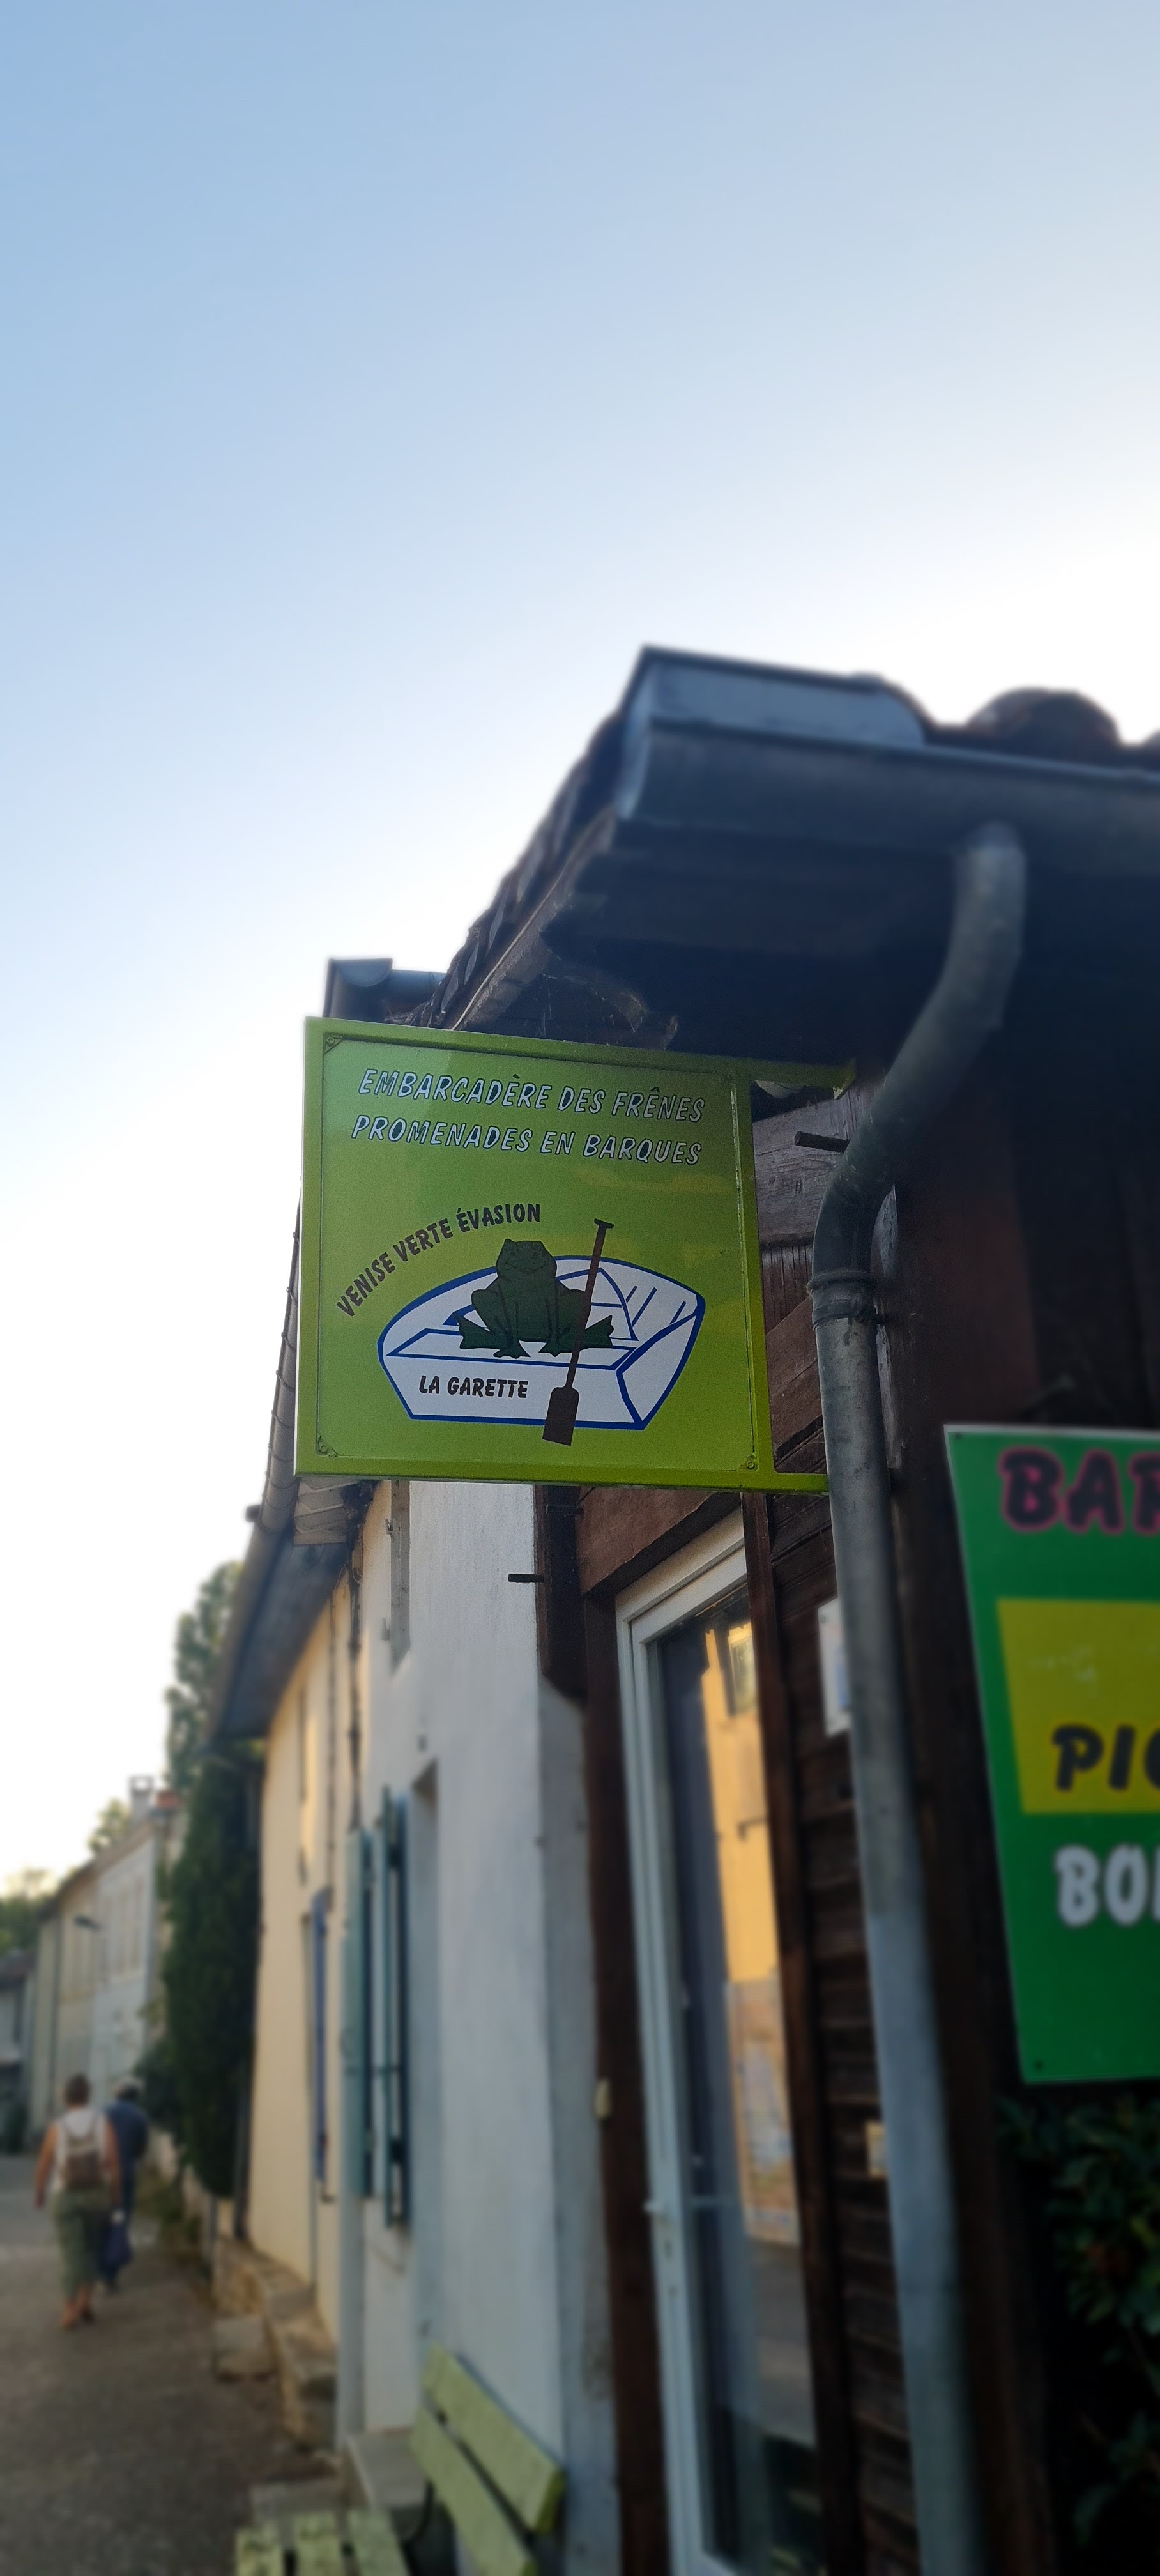 EMBARCADÈRE DES FRÊNES
PROMENADES EN BARQUES
VENISE VERTE ÉVASION
LA GARETTE